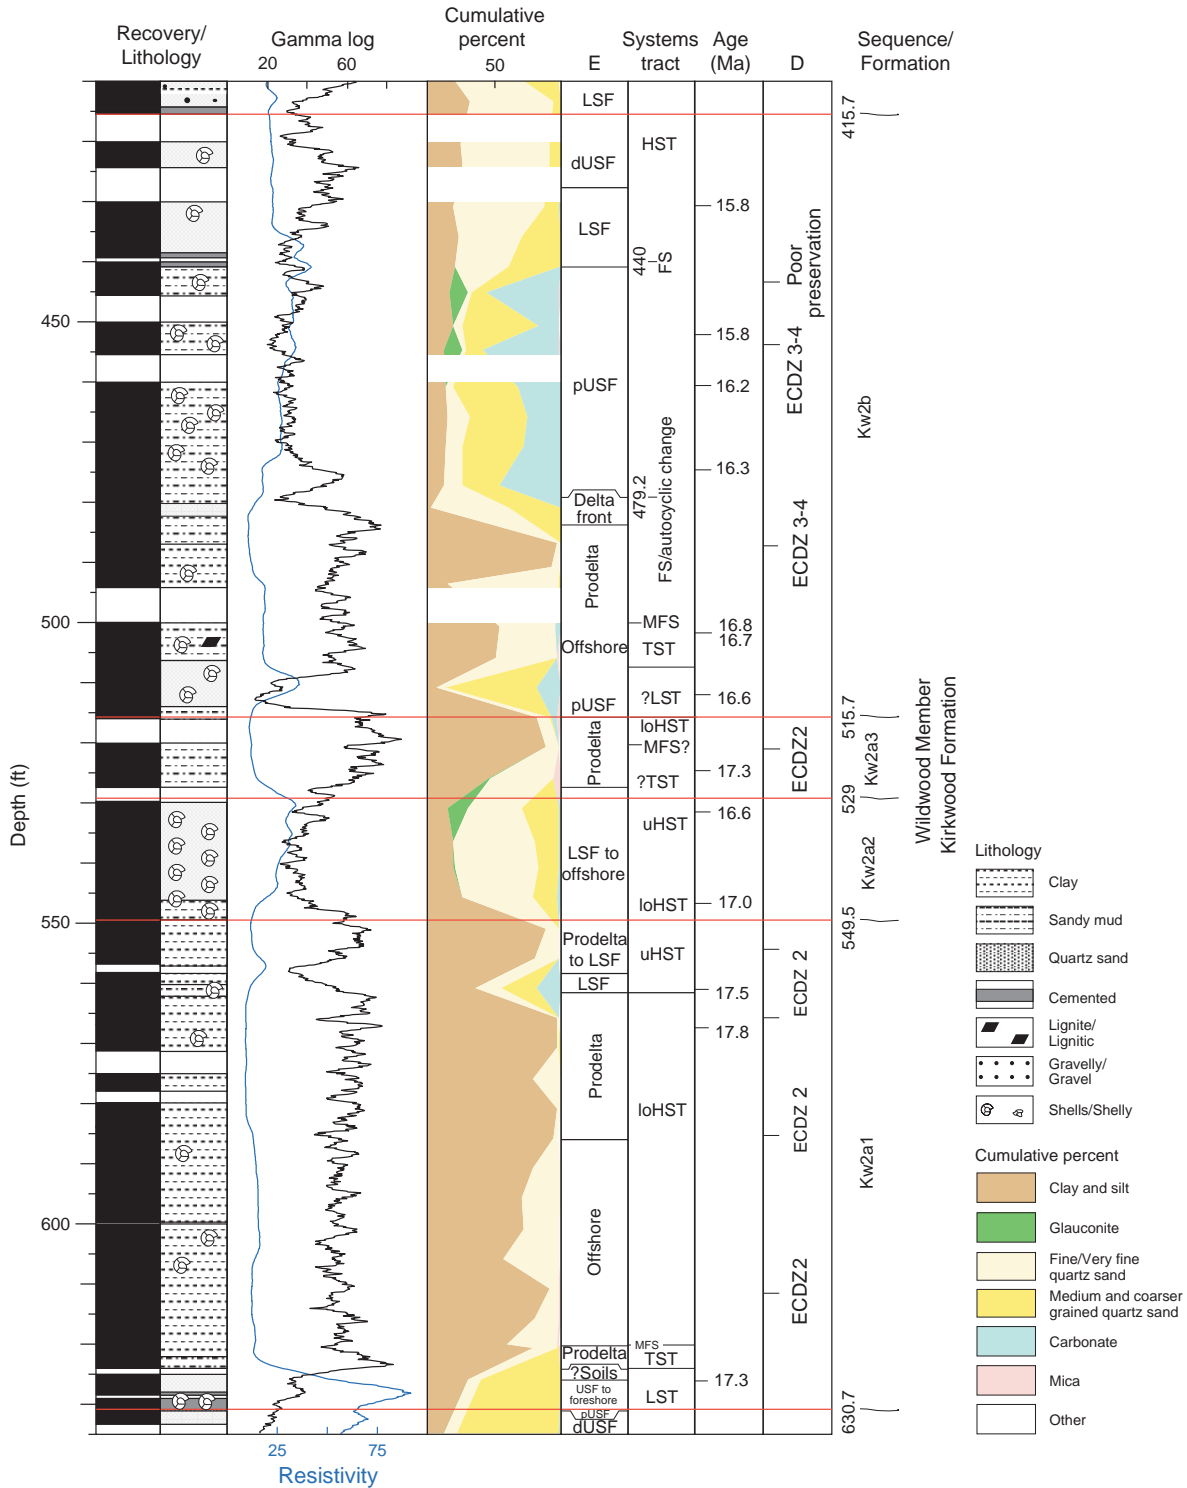 Recovery/
Lithology
Gamma log
20
60
Cumulative
percent
50
E
Systems
tract
Age
(Ma)
D
Sequence/
Formation
Depth (ft)
450
500
550
600
25
75
Resistivity
LSF
dUSF
LSF
pUSF
Delta
front
Prodelta
Offshore
pUSF
Prodelta
LSF to
offshore
Prodelta
to LSF
LSF
Prodelta
Offshore
Prodelta
?Soils
USF to
foreshore
pUSF
dUSF
HST
440
FS
479.2
FS/autocyclic change
MFS
TST
?LST
loHST
MFS?
?TST
uHST
loHST
uHST
loHST
MFS
TST
LST
15.8
15.8
16.2
16.3
16.8
16.7
16.6
17.3
16.6
17.0
17.5
17.8
17.3
Poor
preservation
ECDZ 3-4
ECDZ 3-4
ECDZ2
ECDZ 2
ECDZ 2
ECDZ2
415.7
Kw2b
515.7
Kw2a3
529
Kw2a2
549.5
Kw2a1
630.7
Wildwood Member
Kirkwood Formation
Lithology
Clay
Sandy mud
Quartz sand
Cemented
Lignite/
Lignitic
Gravelly/
Gravel
Shells/Shelly
Cumulative percent
Clay and silt
Glauconite
Fine/Very fine
quartz sand
Medium and coarser
grained quartz sand
Carbonate
Mica
Other